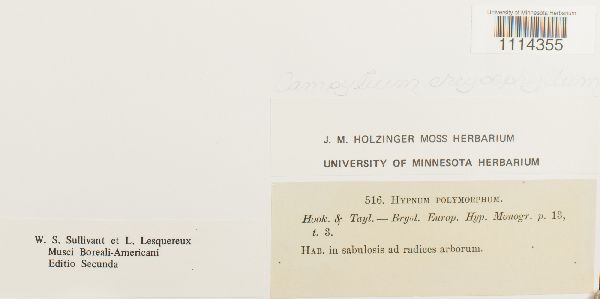 University of Minnesota Herbarium
1114355
Campylium chrysophyllum
J. M. HOLZINGER MOSS HERBARIUM
UNIVERSITY OF MINNESOTA HERBARIUM
516. HYPNUM POLYMORPHUM.
Hook. & Tayl. — Bryol. Europ. Hyp. Monogr. p. 13,
t. 3.
HAB. in sabulosis ad radices arborum.
W. S. Sullivant et L. Lesquereux
Musci Boreali-Americani
Editio Secunda